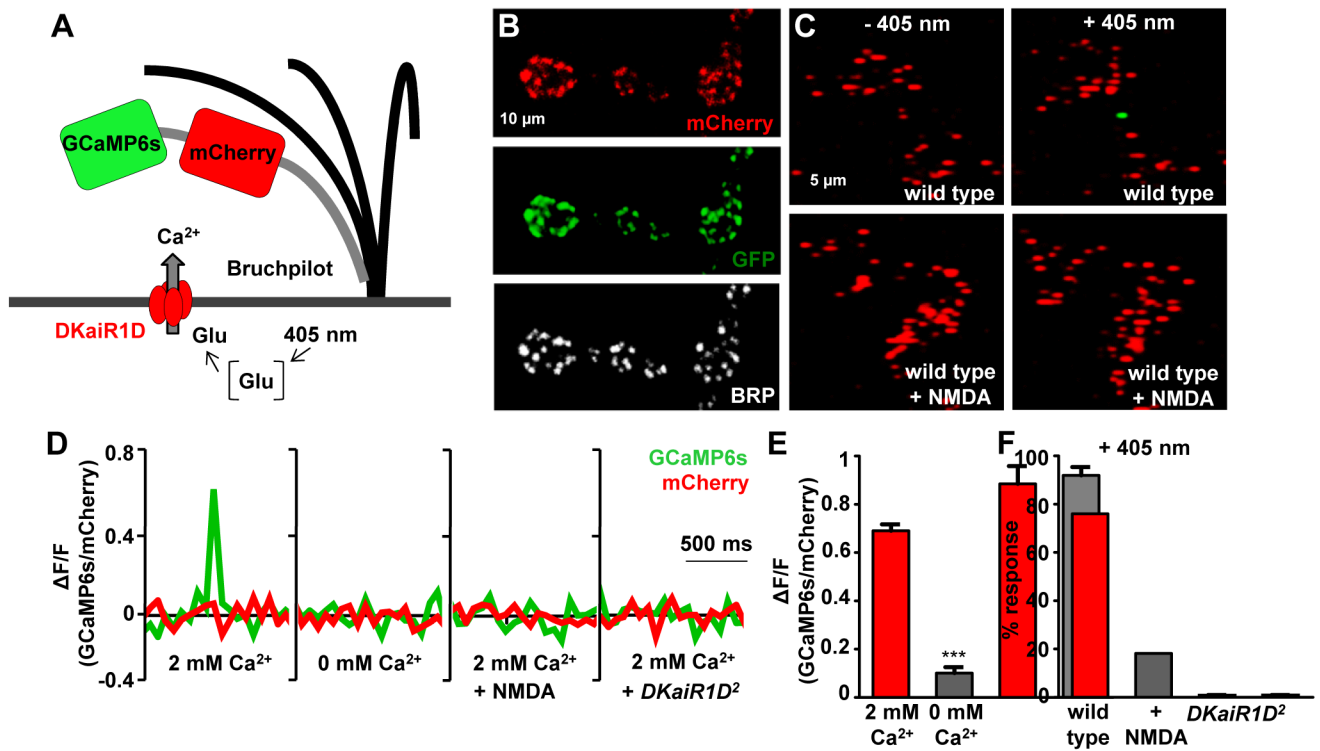 A
GCaMP6s
mCherry
Ca²⁺
Bruchpilot
DKaiR1D
Glu
405 nm
[Glu]
B
10 µm
mCherry
GFP
BRP
C
- 405 nm
+ 405 nm
5 µm
wild type
wild type
wild type
+ NMDA
wild type
+ NMDA
D
0.8
0.4
0
-0.4
ΔF/F
(GCaMP6s/mCherry)
GCaMP6s
mCherry
500 ms
2 mM Ca²⁺
0 mM Ca²⁺
2 mM Ca²⁺
+ NMDA
2 mM Ca²⁺
+ DKaiR1D²
E
1
0.8
0.6
0.4
0.2
0
ΔF/F
(GCaMP6s/mCherry)
***
2 mM
Ca²⁺
0 mM
Ca²⁺
F
+ 405 nm
100
80
60
40
20
0
% response
wild
type
+
NMDA
DKaiR1D²